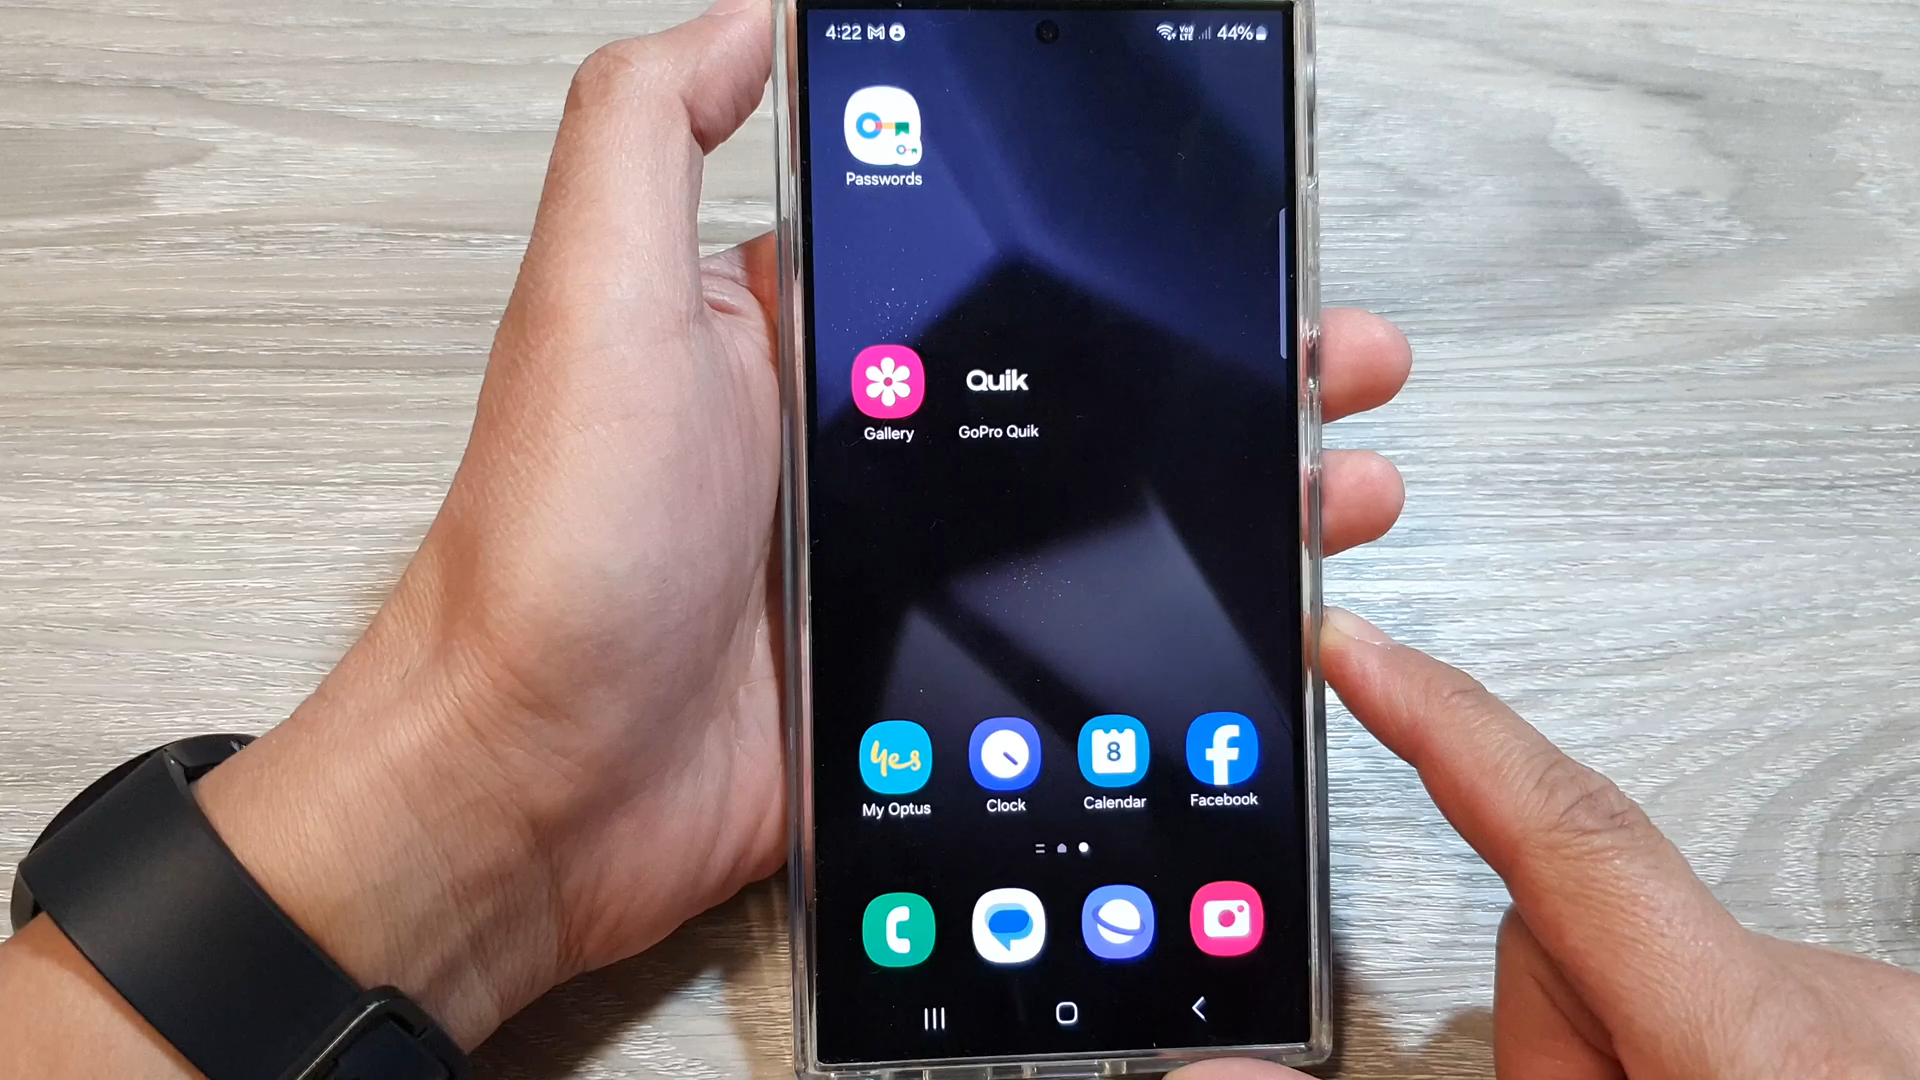 4:22 44%
Passwords
Quik
Gallery GoPro Quik
yes 8
My Optus Clock Calendar Facebook